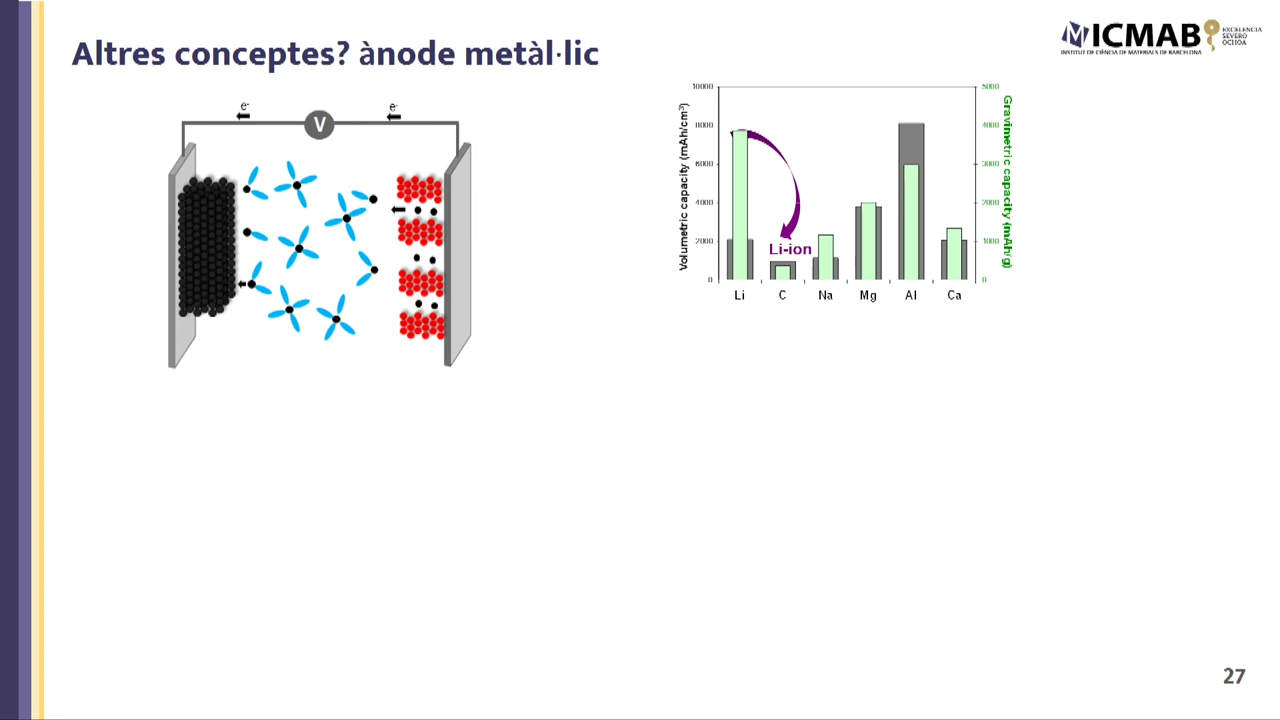 Altres conceptes? ànode metàl·lic
ICMAB
INSTITUT DE CIÈNCIA DE MATERIALS DE BARCELONA
EXCELENCIA
SEVERO
OCHOA
e-
e-
V
Volumetric capacity (mAh/cm³)
10000
8000
6000
4000
2000
0
5000
4000
3000
2000
1000
0
Gravimetric capacity (mAh/g)
Li-ion
Li C Na Mg Al Ca
27